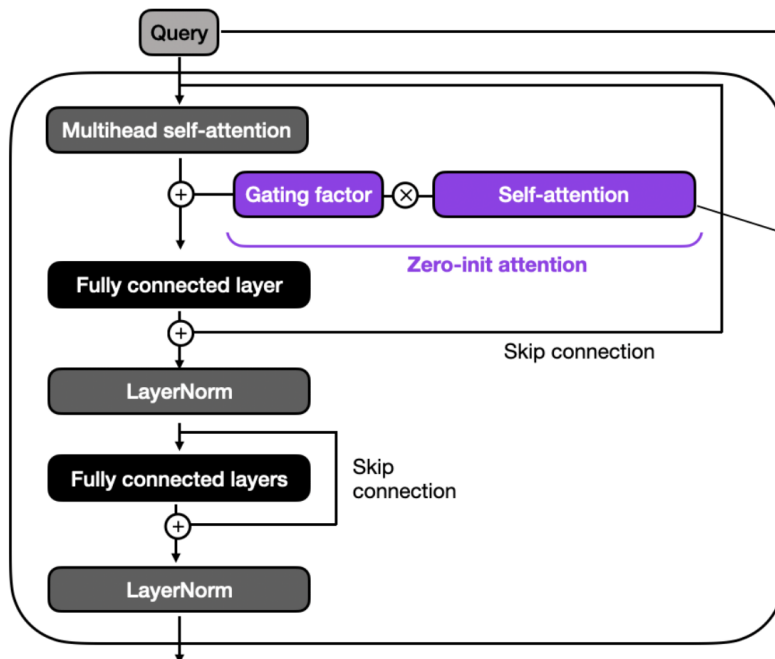 Query
Multihead self-attention
Gating factor
Self-attention
Zero-init attention
Fully connected layer
Skip connection
LayerNorm
Fully connected layers
Skip
connection
LayerNorm